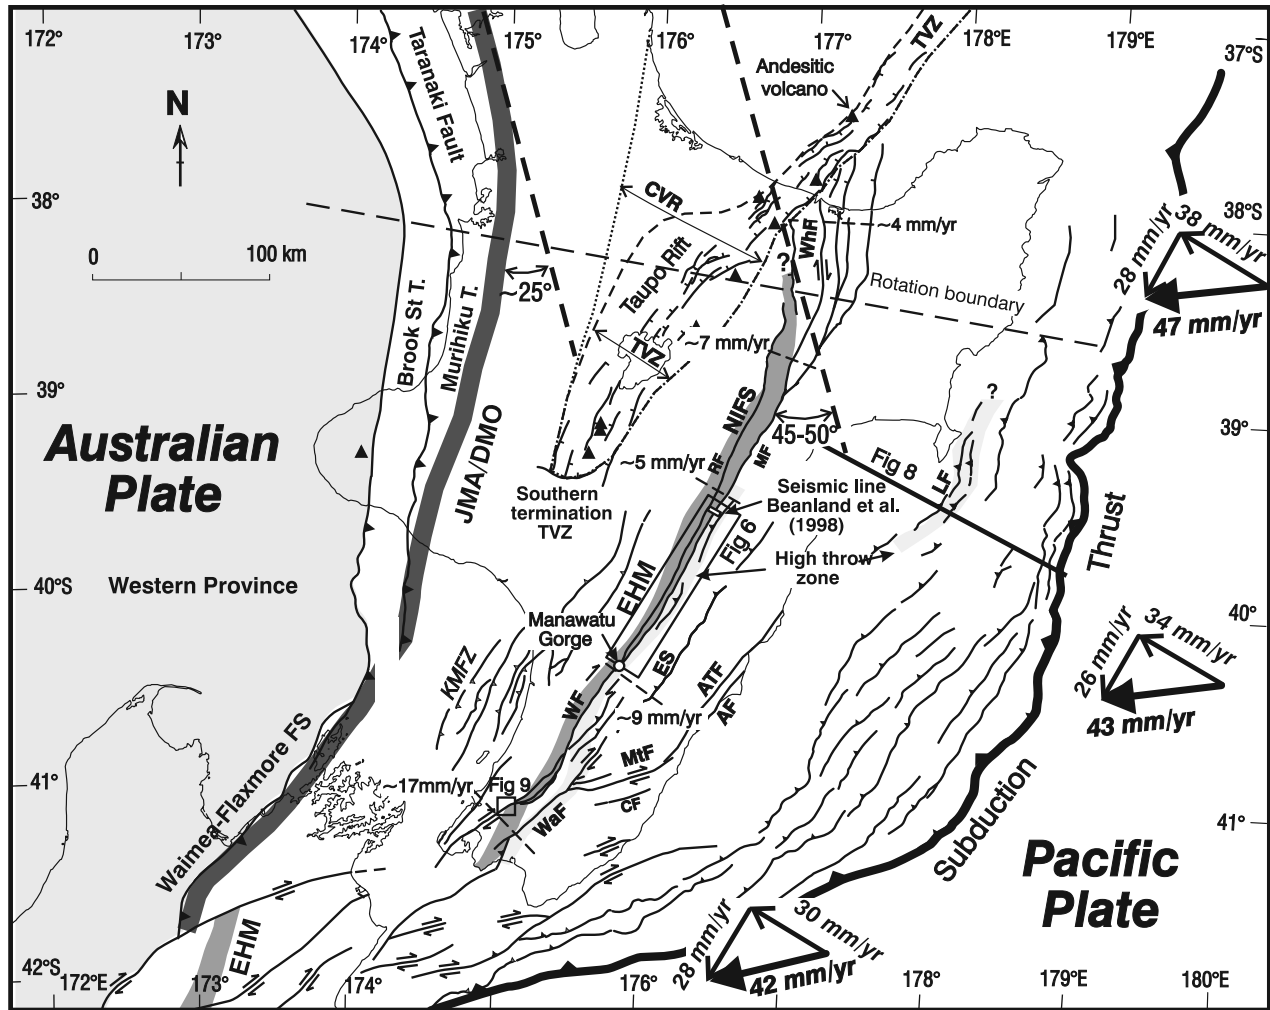 172°
173°
174°
175°
176°
177°
178°E
179°E
37°S
TVZ
Taranaki Fault
Andesitic
volcano
N
38°
CVR
38°S
28 mm/yr
38 mm/yr
47 mm/yr
~4 mm/yr
WhF
?
Taupo Rift
0
100 km
~25°
Rotation boundary
Brook St T.
Murihiku T.
~7 mm/yr
TVZ
39°
NIFS
?
45-50°
39°
Australian
Plate
JMA/DMO
~5 mm/yr
RF
MF
Fig 8
LF
Southern
termination
TVZ
Seismic line
Beanland et al.
(1998)
Fig 6
Thrust
High throw
zone
40°S
Western Province
EHM
Manawatu
Gorge
40°
26 mm/yr
34 mm/yr
43 mm/yr
KMFZ
ES
ATF
AF
WF
~9 mm/yr
MtF
Waimea-Flaxmore FS
~17mm/yr
Fig 9
CF
WaF
41°
41°
Subduction
Pacific
Plate
EHM
28 mm/yr
30 mm/yr
42 mm/yr
42°S
172°E
173°
174°
176°
178°
179°E
180°E